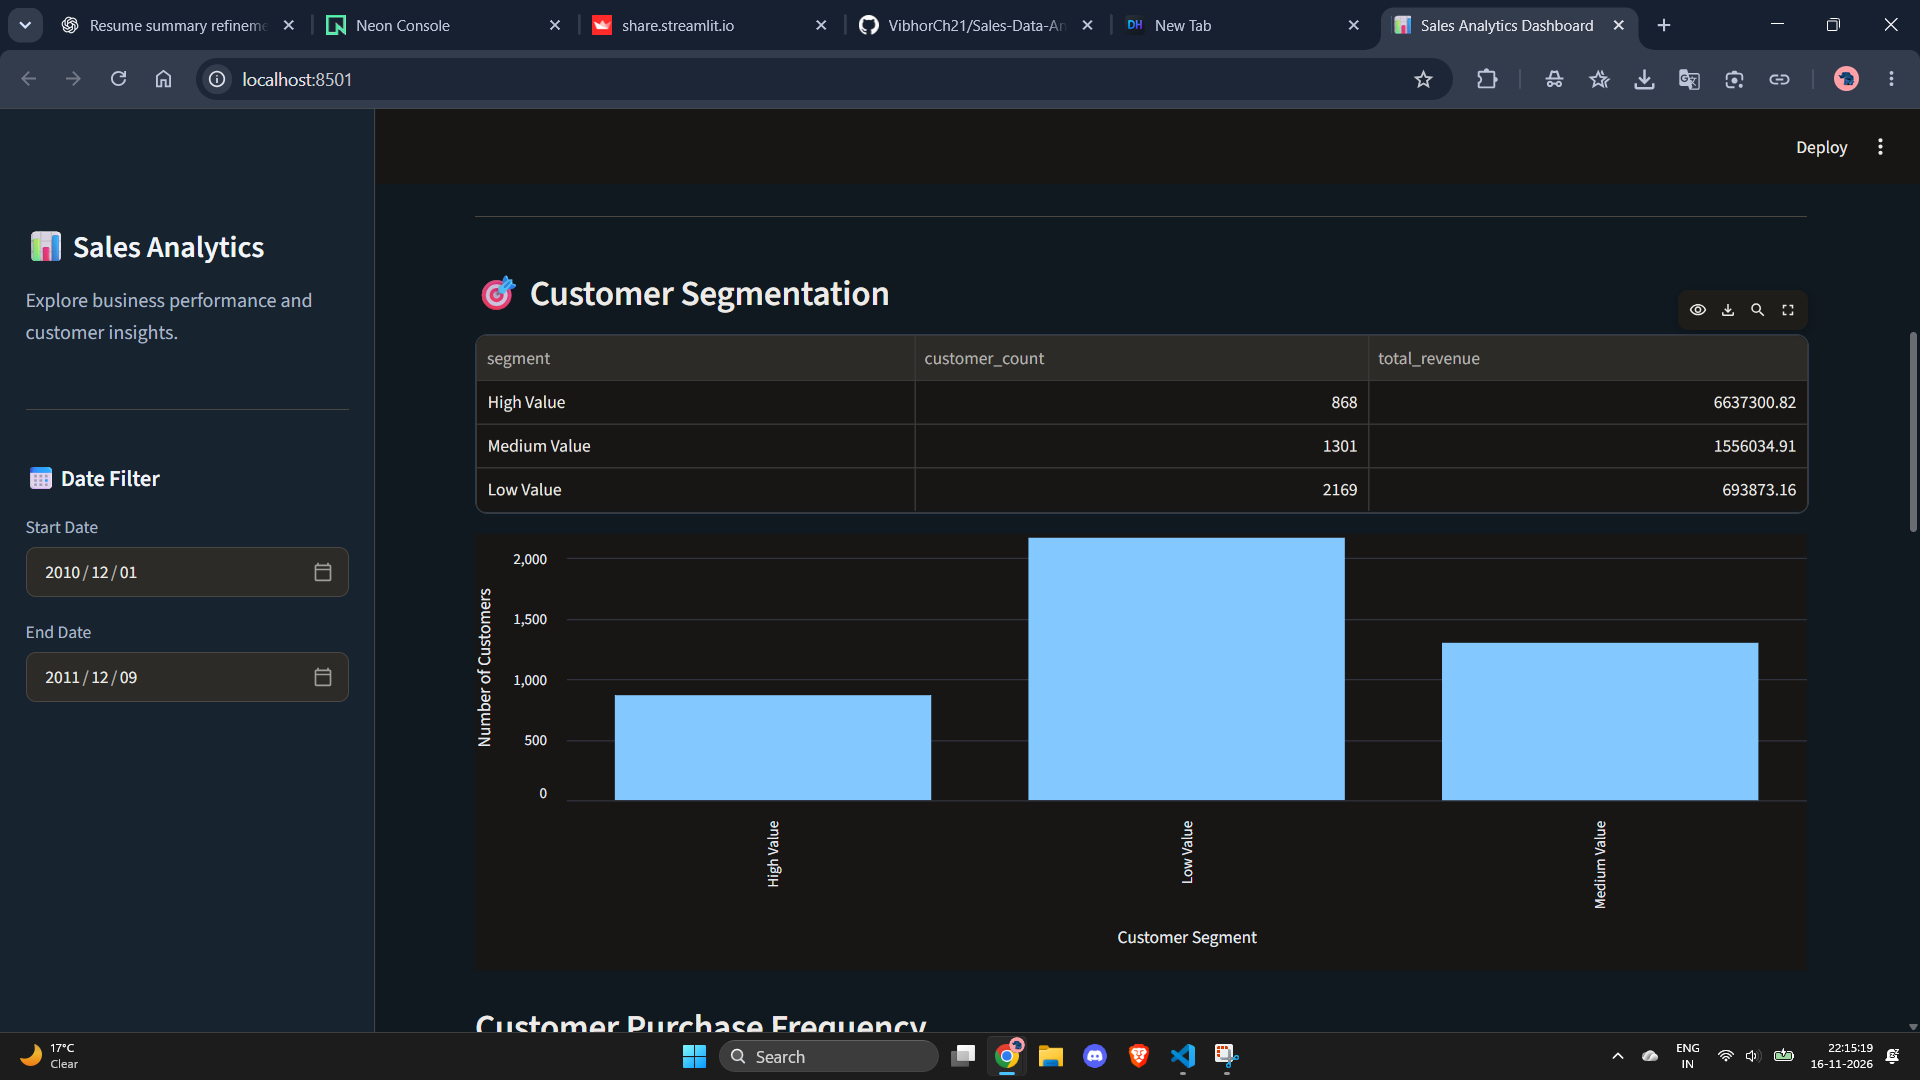 Resume summary refineme
Neon Console
share.streamlit.io
VibhorCh21/Sales-Data-An
DH
New Tab
Sales Analytics Dashboard
localhost:8501
Deploy
Sales Analytics
Explore business performance and
customer insights.
Date Filter
Start Date
2010/12/01
End Date
2011/12/09
Customer Segmentation
segment customer_count total_revenue
High Value 868 6637300.82
Medium Value 1301 1556034.91
Low Value 2169 693873.16
Number of Customers
2,000
1,500
1,000
500
0
High Value
Low Value
Medium Value
Customer Segment
Customer Purchase Frequency
17°C
Clear
Search
ENG
IN
22:15:19
16-11-2026